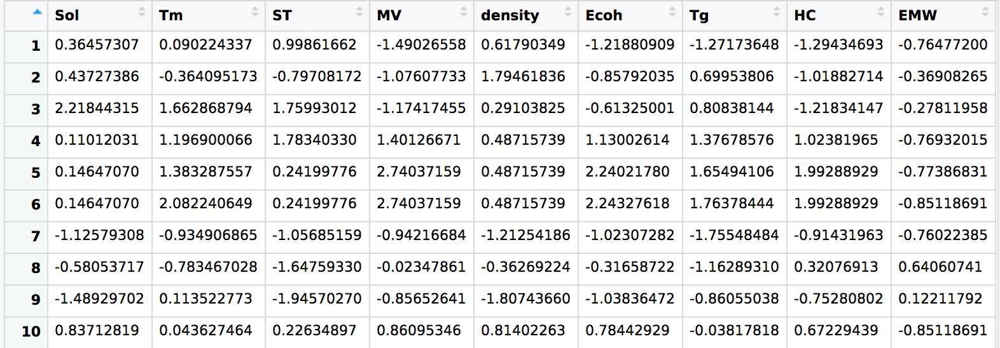 Sol Tm ST MV density Ecoh Tg HC EMW
1 0.36457307 0.090224337 0.99861662 -1.49026558 0.61790349 -1.21880909 -1.27173648 -1.29434693 -0.76477200
2 0.43727386 -0.364095173 -0.79708172 -1.07607733 1.79461836 -0.85792035 0.69953806 -1.01882714 -0.36908265
3 2.21844315 1.662868794 1.75993012 -1.17417455 0.29103825 -0.61325001 0.80838144 -1.21834147 -0.27811958
4 0.11012031 1.196900066 1.78340330 1.40126671 0.48715739 1.13002614 1.37678576 1.02381965 -0.76932015
5 0.14647070 1.383287557 0.24199776 2.74037159 0.48715739 2.24021780 1.65494106 1.99288929 -0.77386831
6 0.14647070 2.082240649 0.24199776 2.74037159 0.48715739 2.24327618 1.76378444 1.99288929 -0.85118691
7 -1.12579308 -0.934906865 -1.05685159 -0.94216684 -1.21254186 -1.02307282 -1.75548484 -0.91431963 -0.76022385
8 -0.58053717 -0.783467028 -1.64759330 -0.02347861 -0.36269224 -0.31658722 -1.16289310 0.32076913 0.64060741
9 -1.48929702 0.113522773 -1.94570270 -0.85652641 -1.80743660 -1.03836472 -0.86055038 -0.75280802 0.12211792
10 0.83712819 0.043627464 0.22634897 0.86095346 0.81402263 0.78442929 -0.03817818 0.67229439 -0.85118691